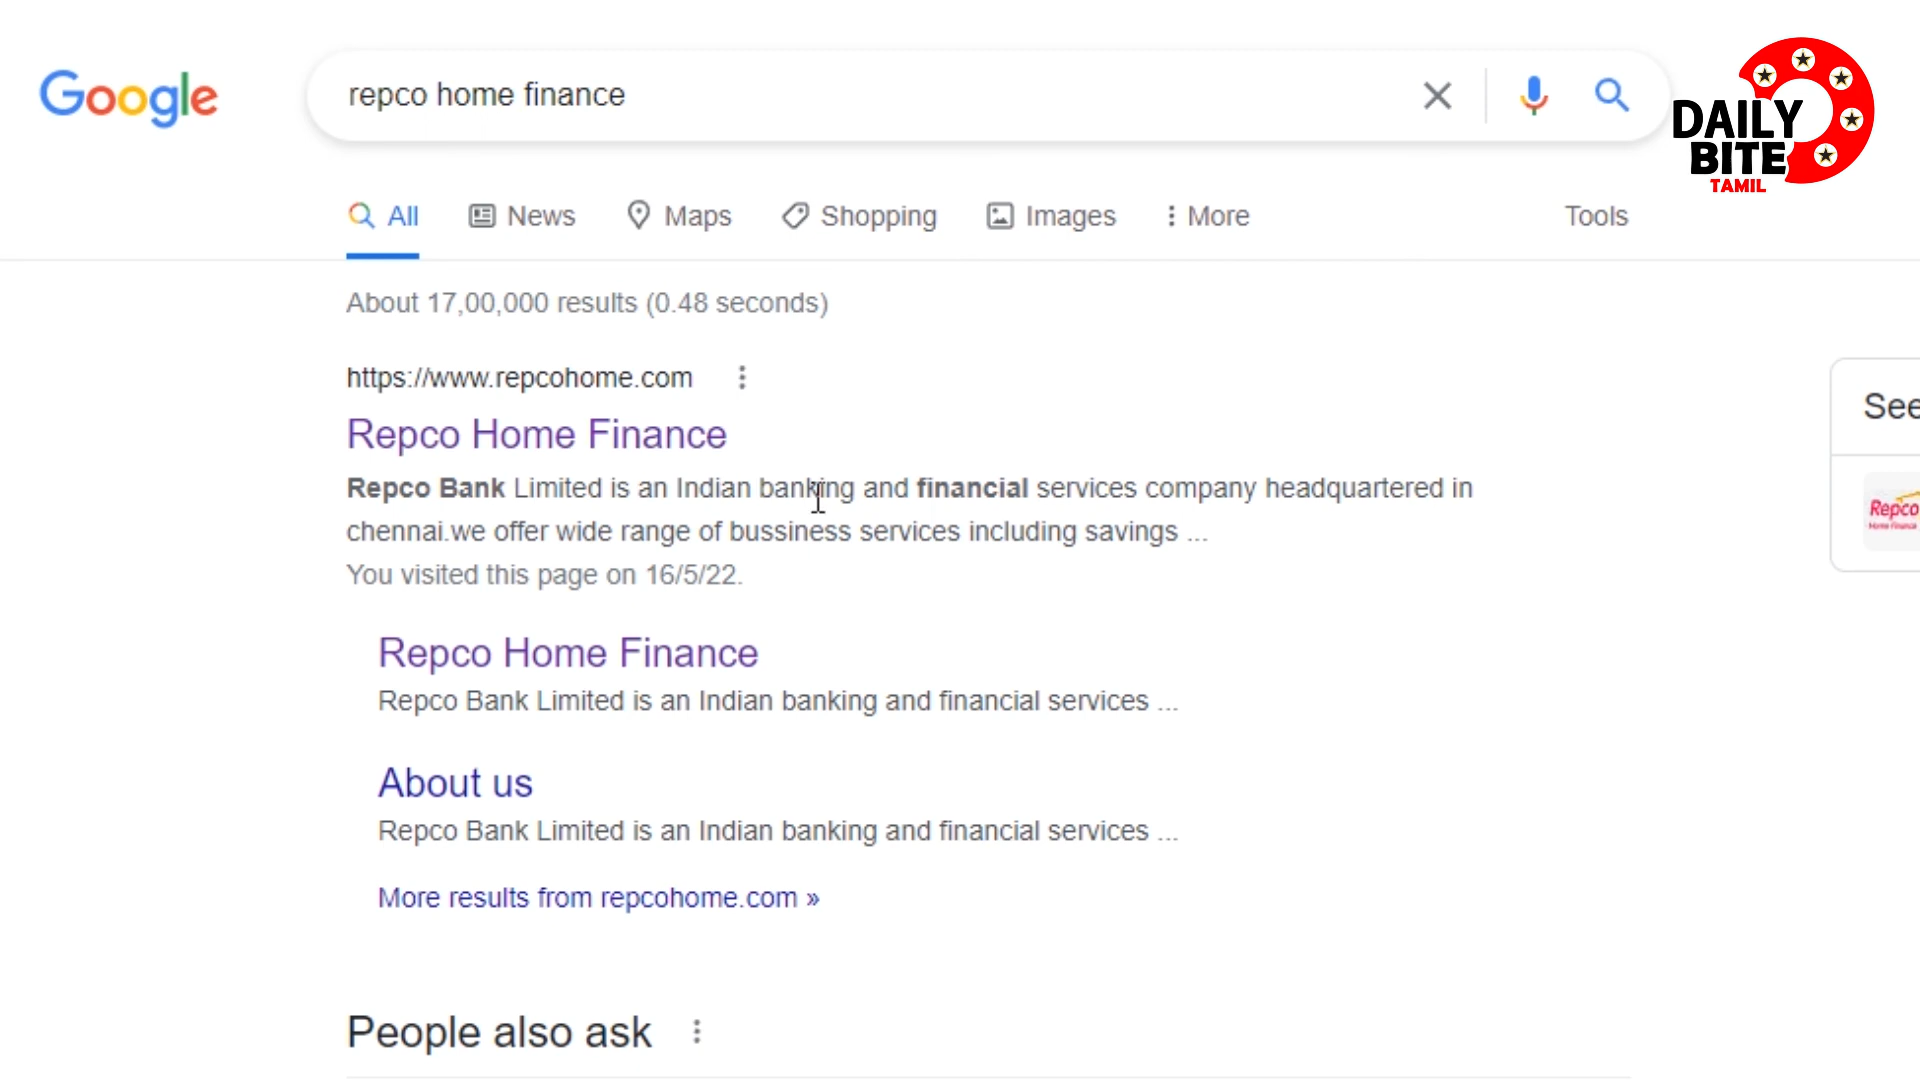 Google
repco home finance
DAILY
BITE
TAMIL
All
News
Maps
Shopping
Images
More
Tools
About 17,00,000 results (0.48 seconds)
https://www.repcohome.com
Repco Home Finance
Repco Bank Limited is an Indian banking and financial services company headquartered in
chennai.we offer wide range of bussiness services including savings ...
You visited this page on 16/5/22.
See
Repco
Home Finance
Repco Home Finance
Repco Bank Limited is an Indian banking and financial services ...
About us
Repco Bank Limited is an Indian banking and financial services ...
More results from repcohome.com »
People also ask